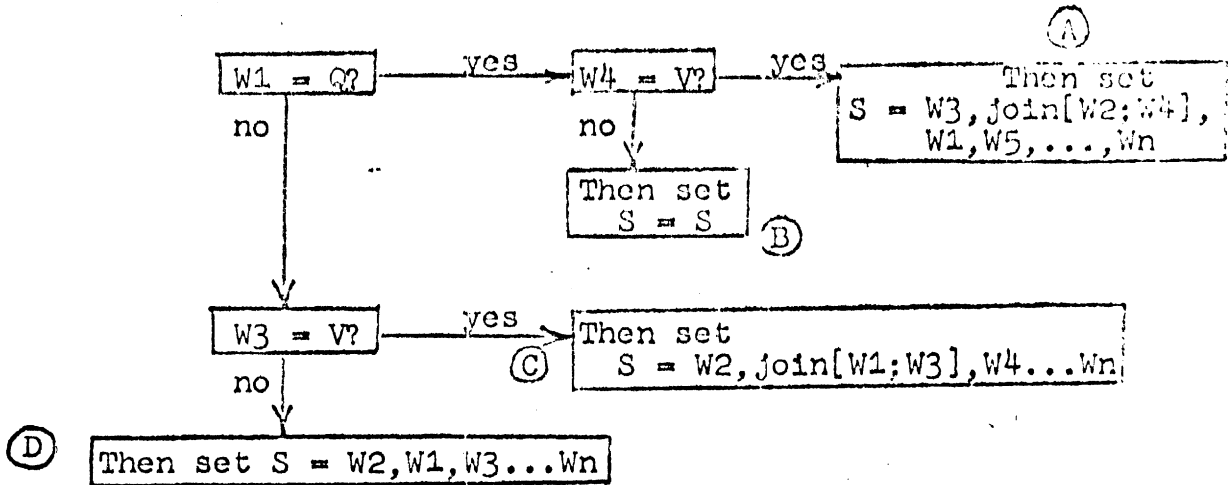 A
W1 = Q?
yes
W4 = V?
yes
Then set
S = W3,join[W2;W4],
W1,W5,...,Wn
no
no
Then set
S = S
B
W3 = V?
yes
C
Then set
S = W2,join[W1;W3],W4...Wn
no
D
Then set S = W2,W1,W3...Wn